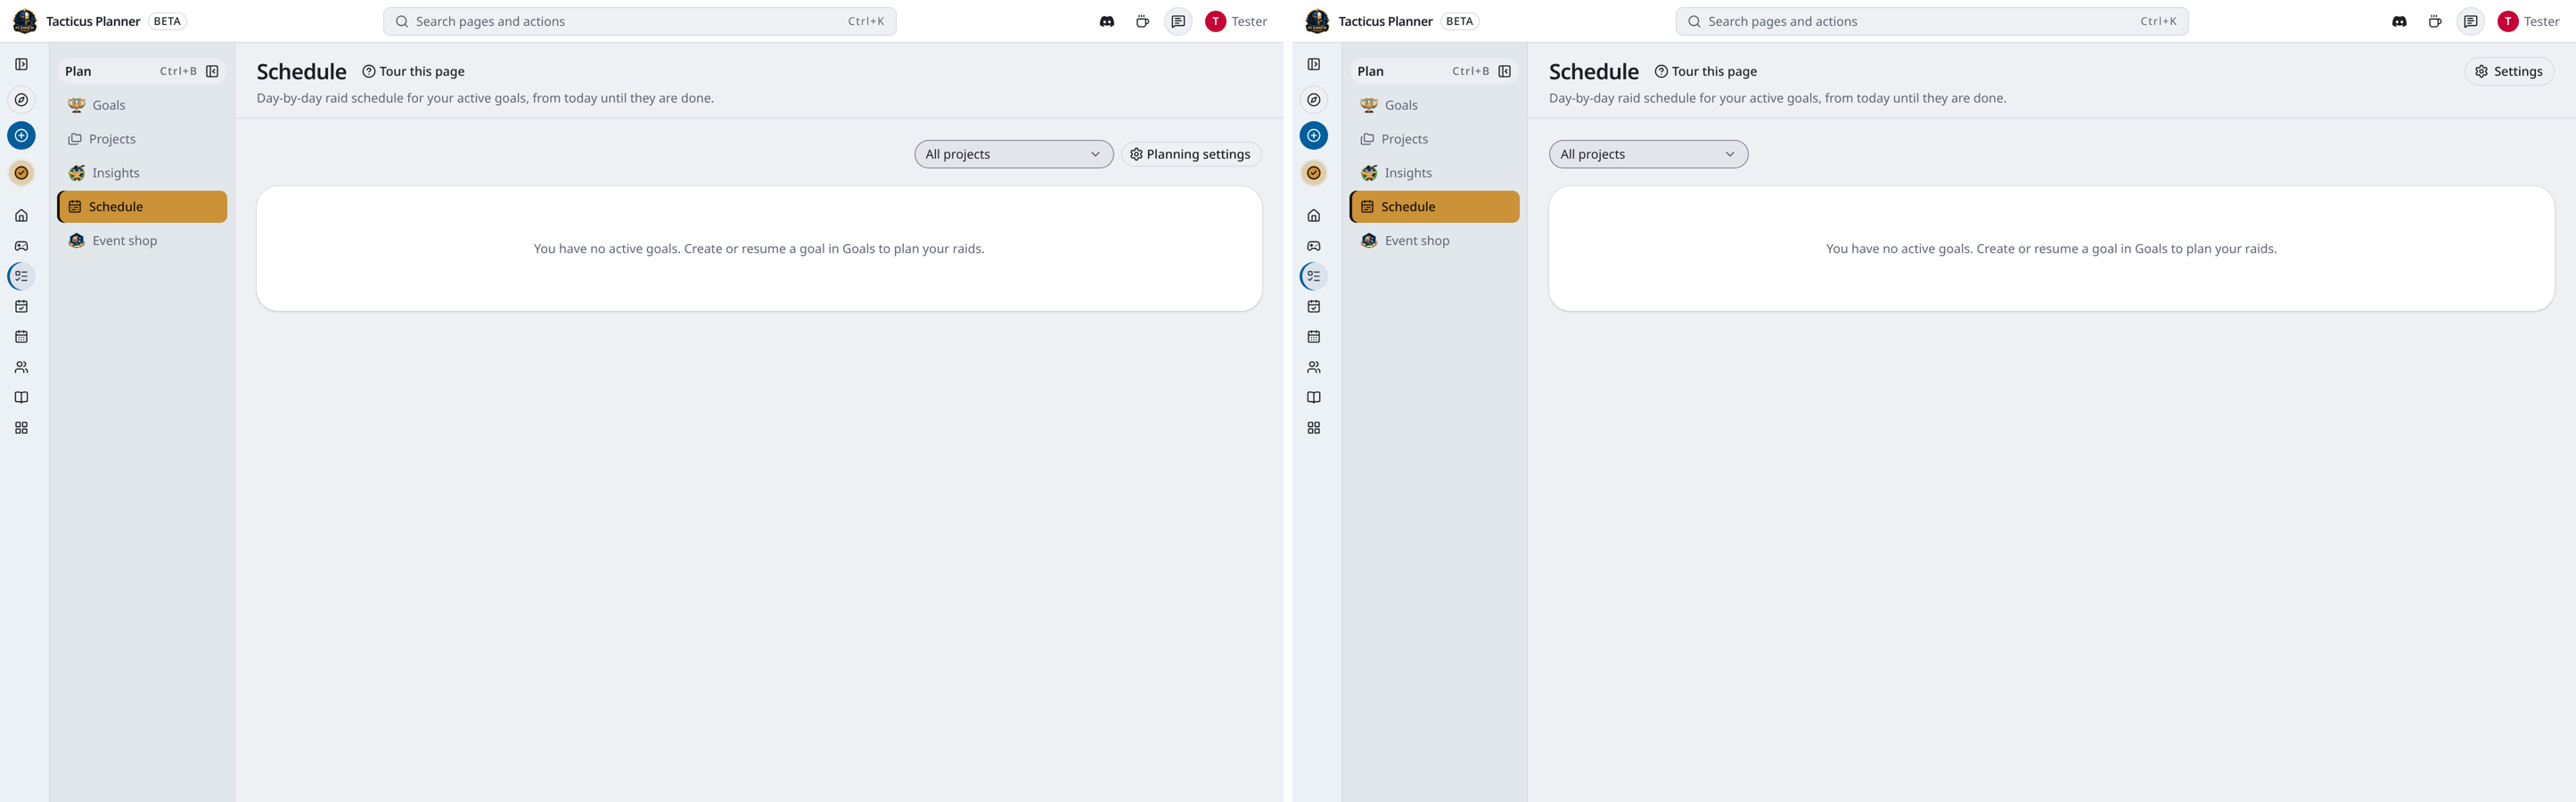 Tacticus Planner BETA
Search pages and actions Ctrl+K
T Tester
Plan Ctrl+B
Goals
Projects
Insights
Schedule
Event shop
Schedule Tour this page
Day-by-day raid schedule for your active goals, from today until they are done.
All projects Planning settings
You have no active goals. Create or resume a goal in Goals to plan your raids.
Tacticus Planner BETA
Search pages and actions Ctrl+K
T Tester
Plan Ctrl+B
Goals
Projects
Insights
Schedule
Event shop
Schedule Tour this page Settings
Day-by-day raid schedule for your active goals, from today until they are done.
All projects
You have no active goals. Create or resume a goal in Goals to plan your raids.